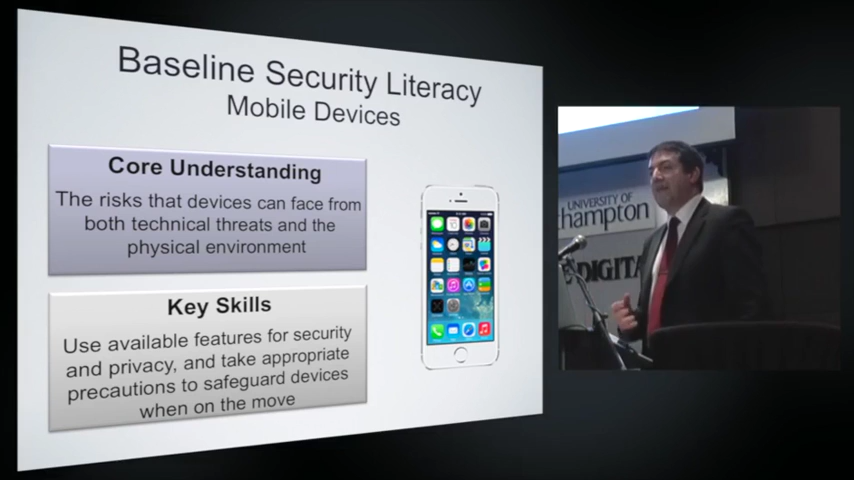 Baseline Security Literacy
Mobile Devices
Core Understanding
The risks that devices can face from
both technical threats and the
physical environment
Key Skills
Use available features for security
and privacy, and take appropriate
precautions to safeguard devices
when on the move
UNIVERSITY OF
hampton
DIGITA